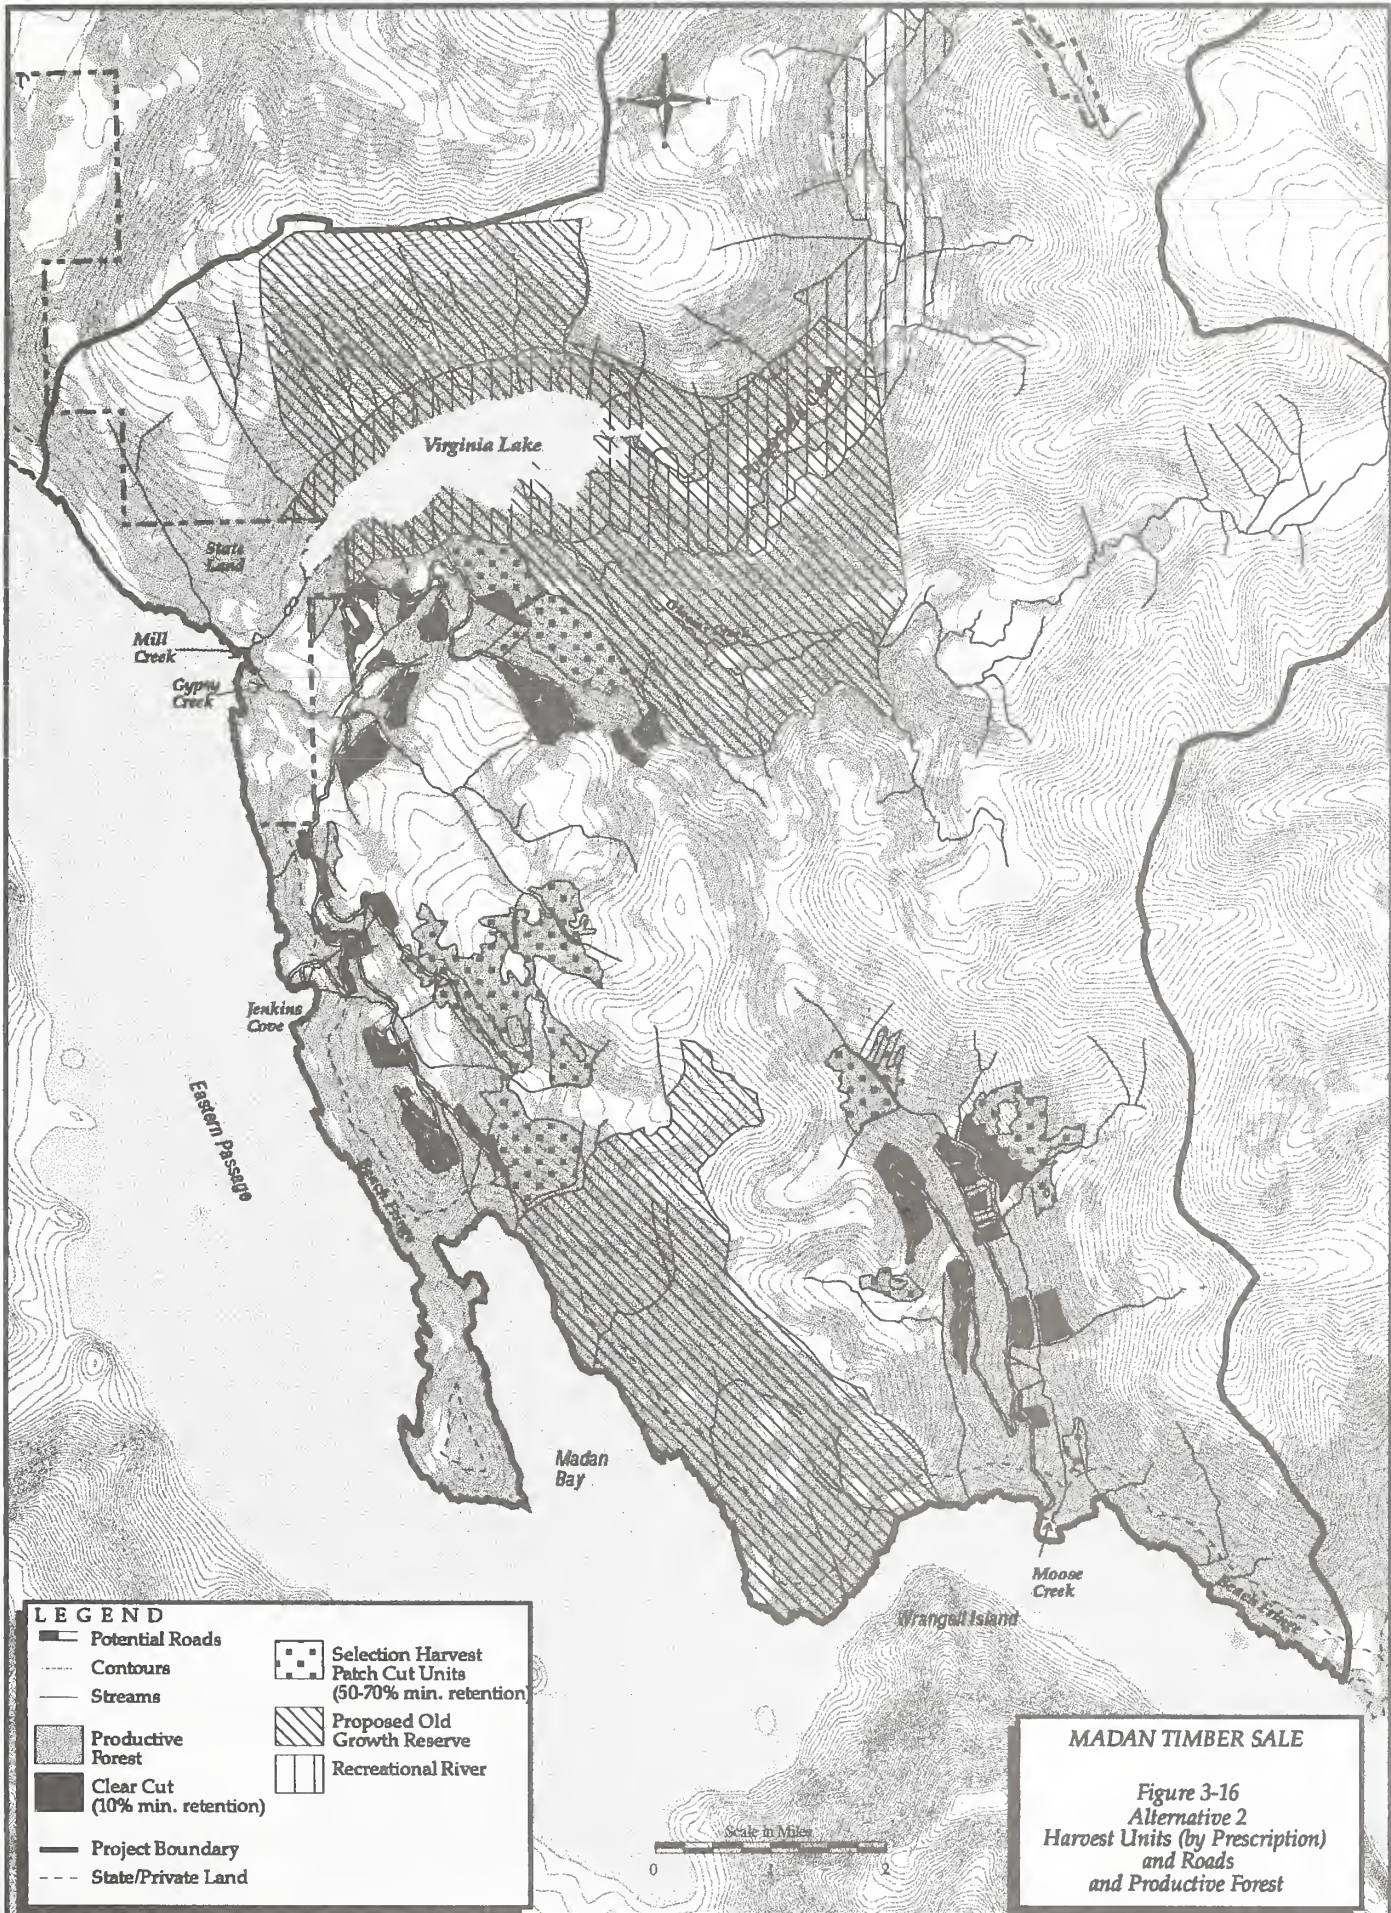 Virginia Lake
State
Land
Mill
Creek
Gypsy
Creek
Jenkins
Cove
Eastern Passage
Beach Fringe
Madan
Bay
Moose
Creek
Wrangell Island
Beach Fringe
LEGEND
Potential Roads
Contours
Streams
Productive
Forest
Clear Cut
(10% min. retention)
Project Boundary
State/Private Land
Selection Harvest
Patch Cut Units
(50-70% min. retention)
Proposed Old
Growth Reserve
Recreational River
Scale in Miles
0 1 2
MADAN TIMBER SALE
Figure 3-16
Alternative 2
Harvest Units (by Prescription)
and Roads
and Productive Forest